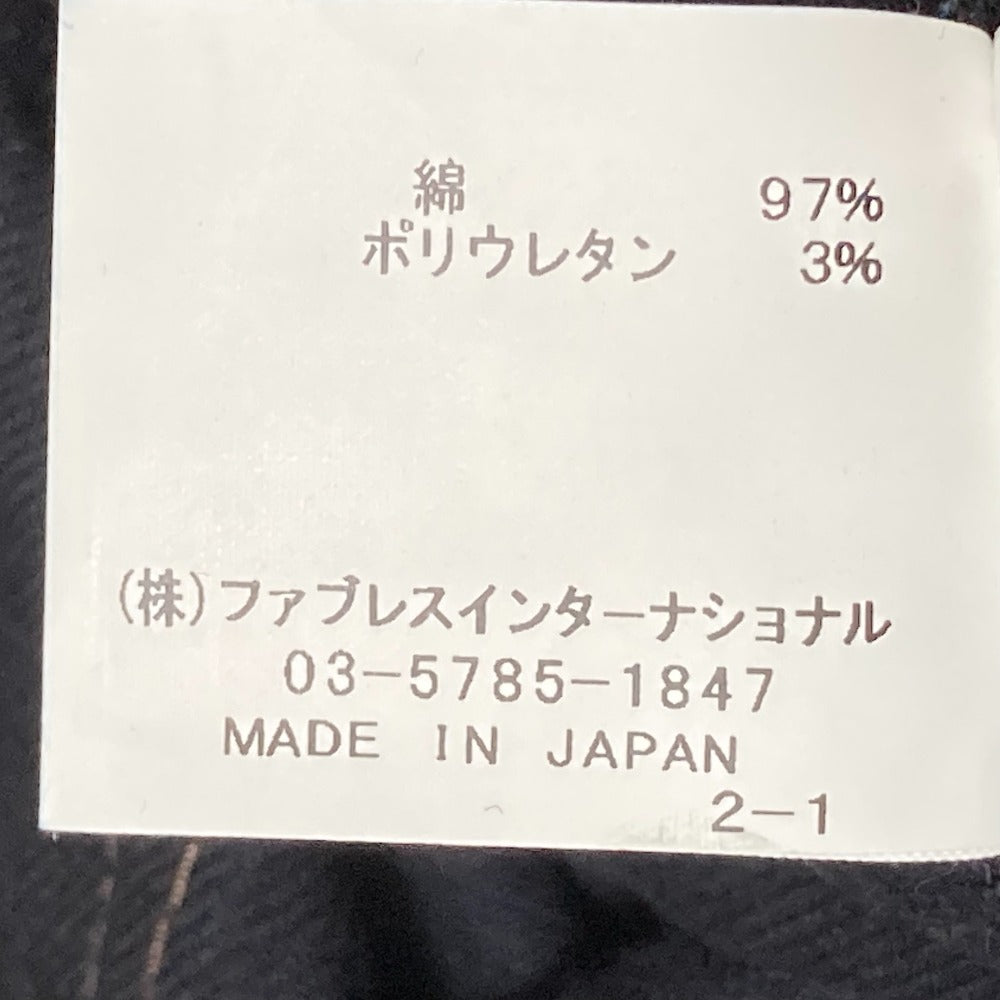 綿 97%
ポリウレタン 3%
(株)ファブレスインターナショナル
03-5785-1847
MADE IN JAPAN
2-1